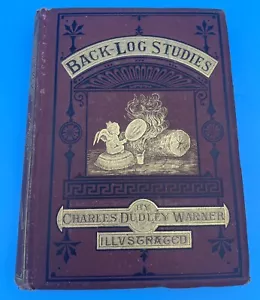 BACK-LOG STUDIES
BY
CHARLES DUDLEY WARNER
ILLVSTRATED